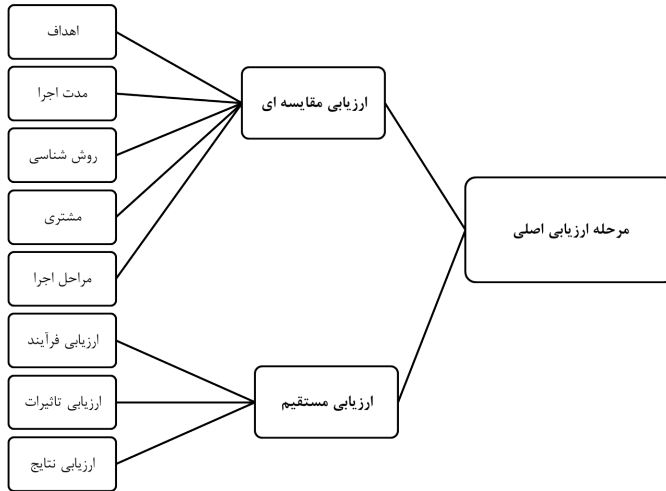 مرحله ارزیابی اصلی
ارزیابی مقایسه ای
اهداف
مدت اجرا
روش شناسی
مشتری
مراحل اجرا
ارزیابی مستقیم
ارزیابی فرآیند
ارزیابی تاثیرات
ارزیابی نتایج